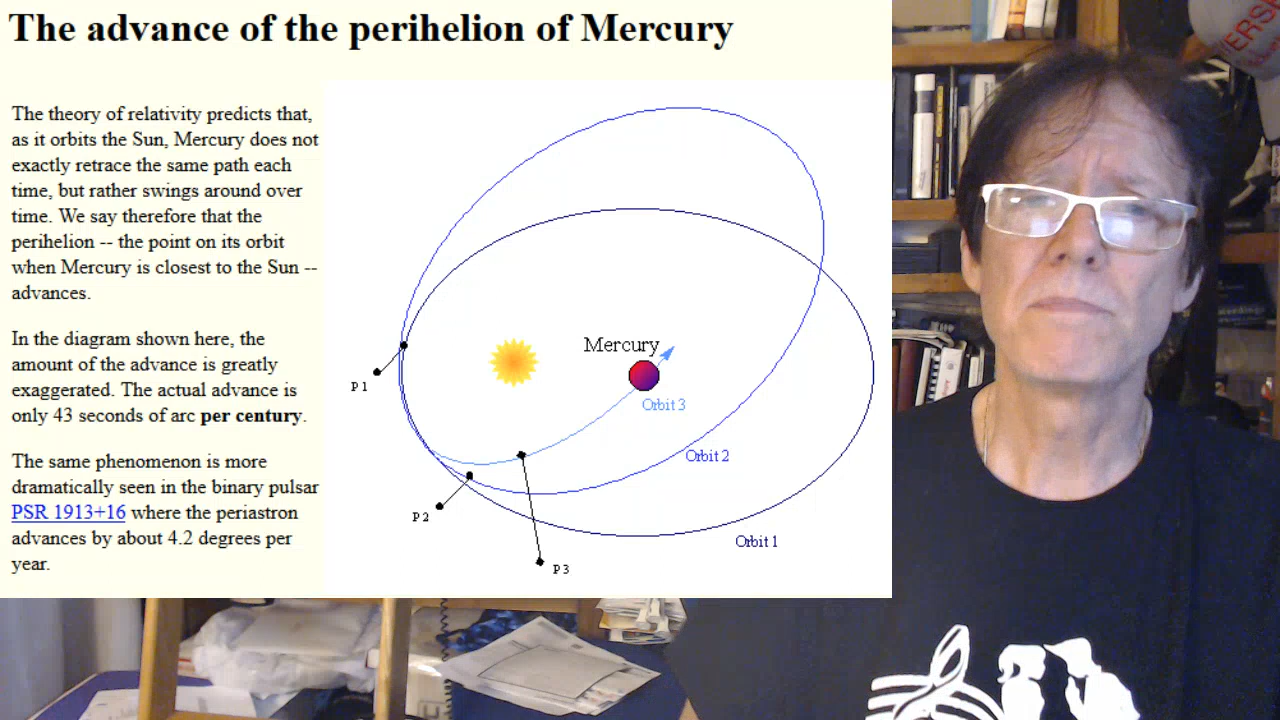 The advance of the perihelion of Mercury
The theory of relativity predicts that,
as it orbits the Sun, Mercury does not
exactly retrace the same path each
time, but rather swings around over
time. We say therefore that the
perihelion -- the point on its orbit
when Mercury is closest to the Sun --
advances.
In the diagram shown here, the
amount of the advance is greatly
exaggerated. The actual advance is
only 43 seconds of arc per century.
The same phenomenon is more
dramatically seen in the binary pulsar
PSR 1913+16 where the periastron
advances by about 4.2 degrees per
year.
Mercury
P 1
Orbit 3
Orbit 2
P 2
Orbit 1
P 3
ERS